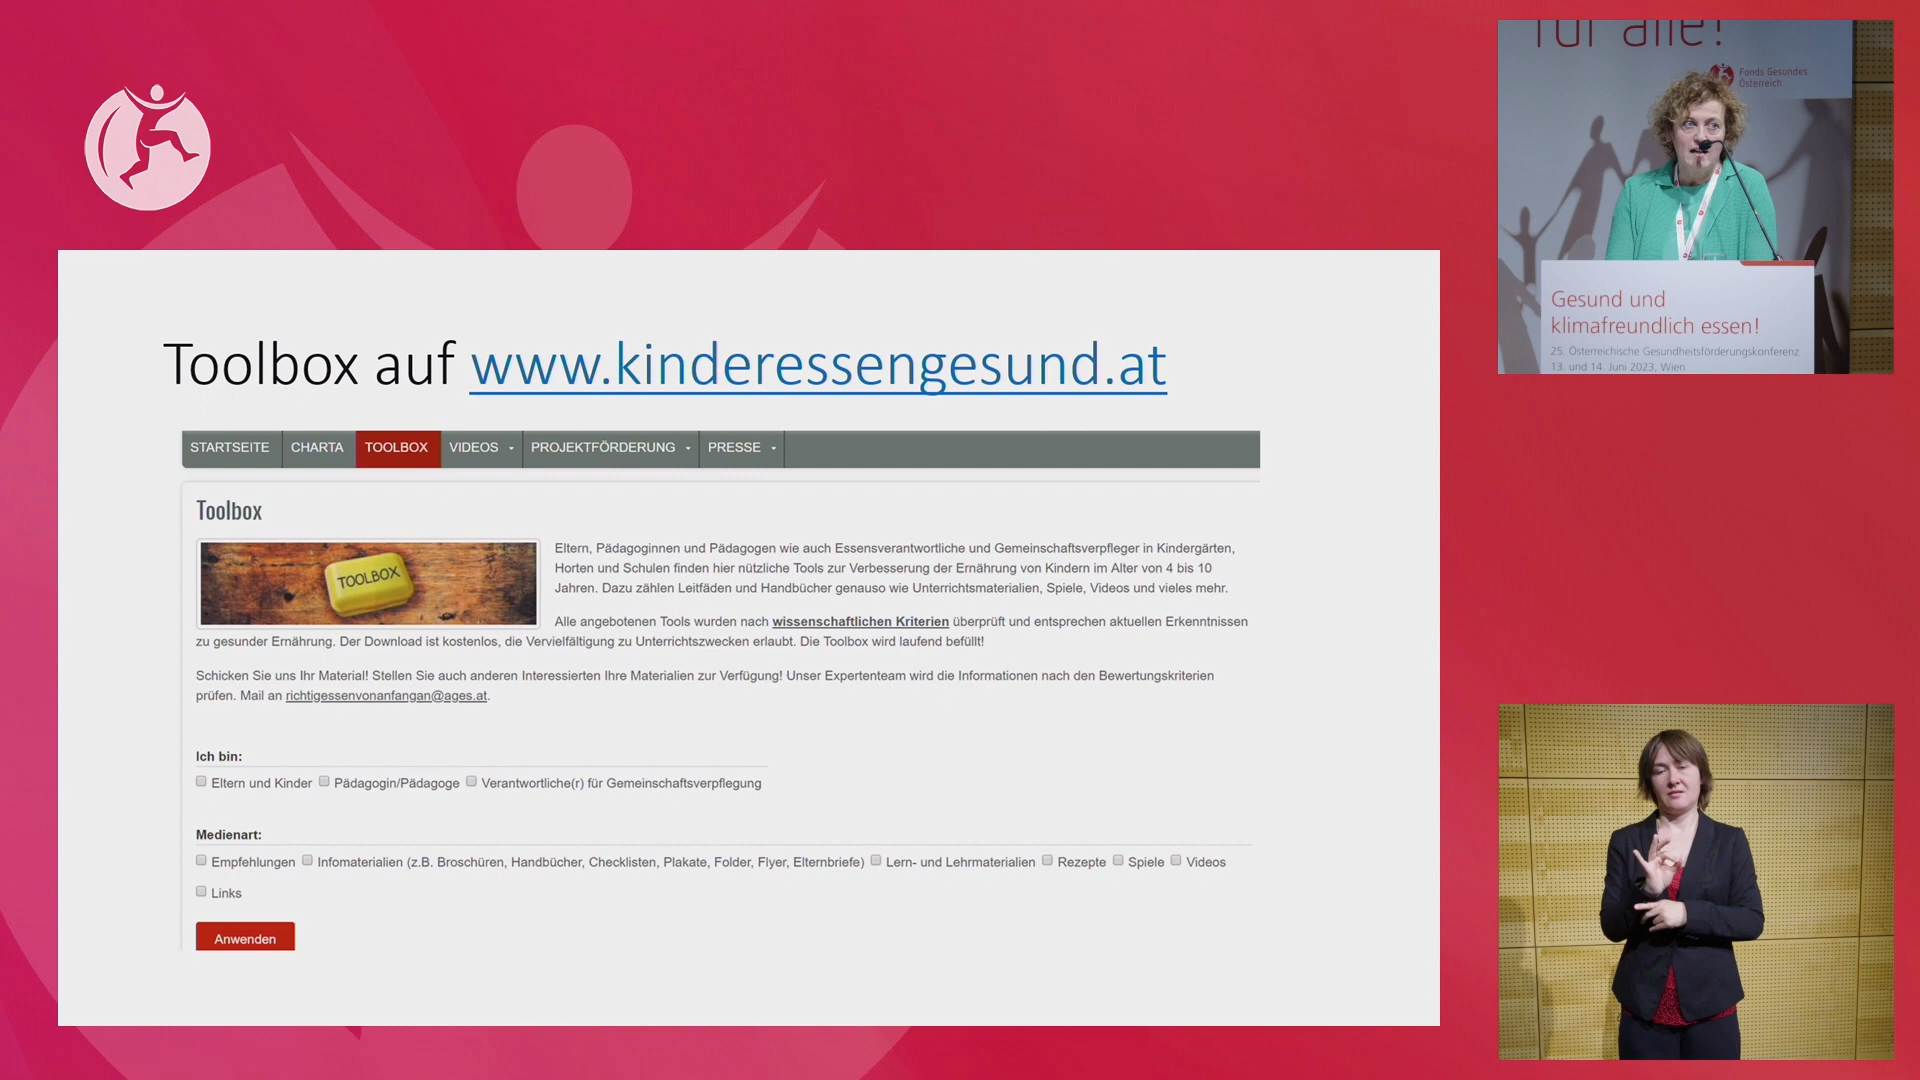 für alle!
Fonds Gesundes
Österreich
Gesund und
klimafreundlich essen!
25. Österreichische Gesundheitsförderungskonferenz
13. und 14. Juni 2023, Wien
Toolbox auf www.kinderessengesund.at
STARTSEITE CHARTA TOOLBOX VIDEOS PROJEKTFÖRDERUNG PRESSE
Toolbox
TOOLBOX
Eltern, Pädagoginnen und Pädagogen wie auch Essensverantwortliche und Gemeinschaftsverpfleger in Kindergärten,
Horten und Schulen finden hier nützliche Tools zur Verbesserung der Ernährung von Kindern im Alter von 4 bis 10
Jahren. Dazu zählen Leitfäden und Handbücher genauso wie Unterrichtsmaterialien, Spiele, Videos und vieles mehr.
Alle angebotenen Tools wurden nach wissenschaftlichen Kriterien überprüft und entsprechen aktuellen Erkenntnissen
zu gesunder Ernährung. Der Download ist kostenlos, die Vervielfältigung zu Unterrichtszwecken erlaubt. Die Toolbox wird laufend befüllt!
Schicken Sie uns Ihr Material! Stellen Sie auch anderen Interessierten Ihre Materialien zur Verfügung! Unser Expertenteam wird die Informationen nach den Bewertungskriterien
prüfen. Mail an richtigessenvonanfangan@ages.at.
Ich bin:
Eltern und Kinder Pädagogin/Pädagoge Verantwortliche(r) für Gemeinschaftsverpflegung
Medienart:
Empfehlungen Infomaterialien (z.B. Broschüren, Handbücher, Checklisten, Plakate, Folder, Flyer, Elternbriefe) Lern- und Lehrmaterialien Rezepte Spiele Videos
Links
Anwenden